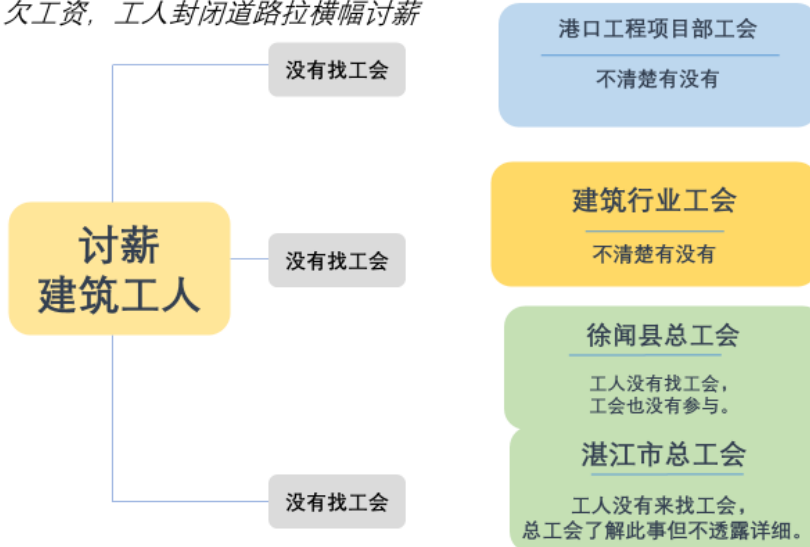 欠工资，工人封闭道路拉横幅讨薪
没有找工会
港口工程项目部工会
不清楚有没有
讨薪
建筑工人
没有找工会
建筑行业工会
不清楚有没有
徐闻县总工会
工人没有找工会，
工会也没有参与。
没有找工会
湛江市总工会
工人没有来找工会，
总工会了解此事但不透露详细。